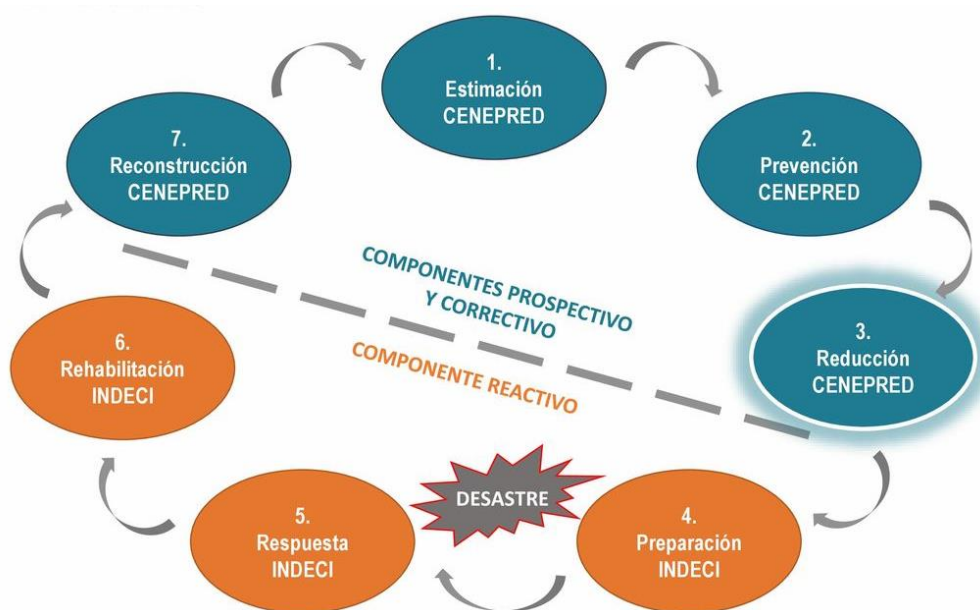 1.
Estimación
CENEPRED
2.
Prevención
CENEPRED
3.
Reducción
CENEPRED
4.
Preparación
INDECI
DESASTRE
5.
Respuesta
INDECI
6.
Rehabilitación
INDECI
7.
Reconstrucción
CENEPRED
COMPONENTES PROSPECTIVO
Y CORRECTIVO
COMPONENTE REACTIVO